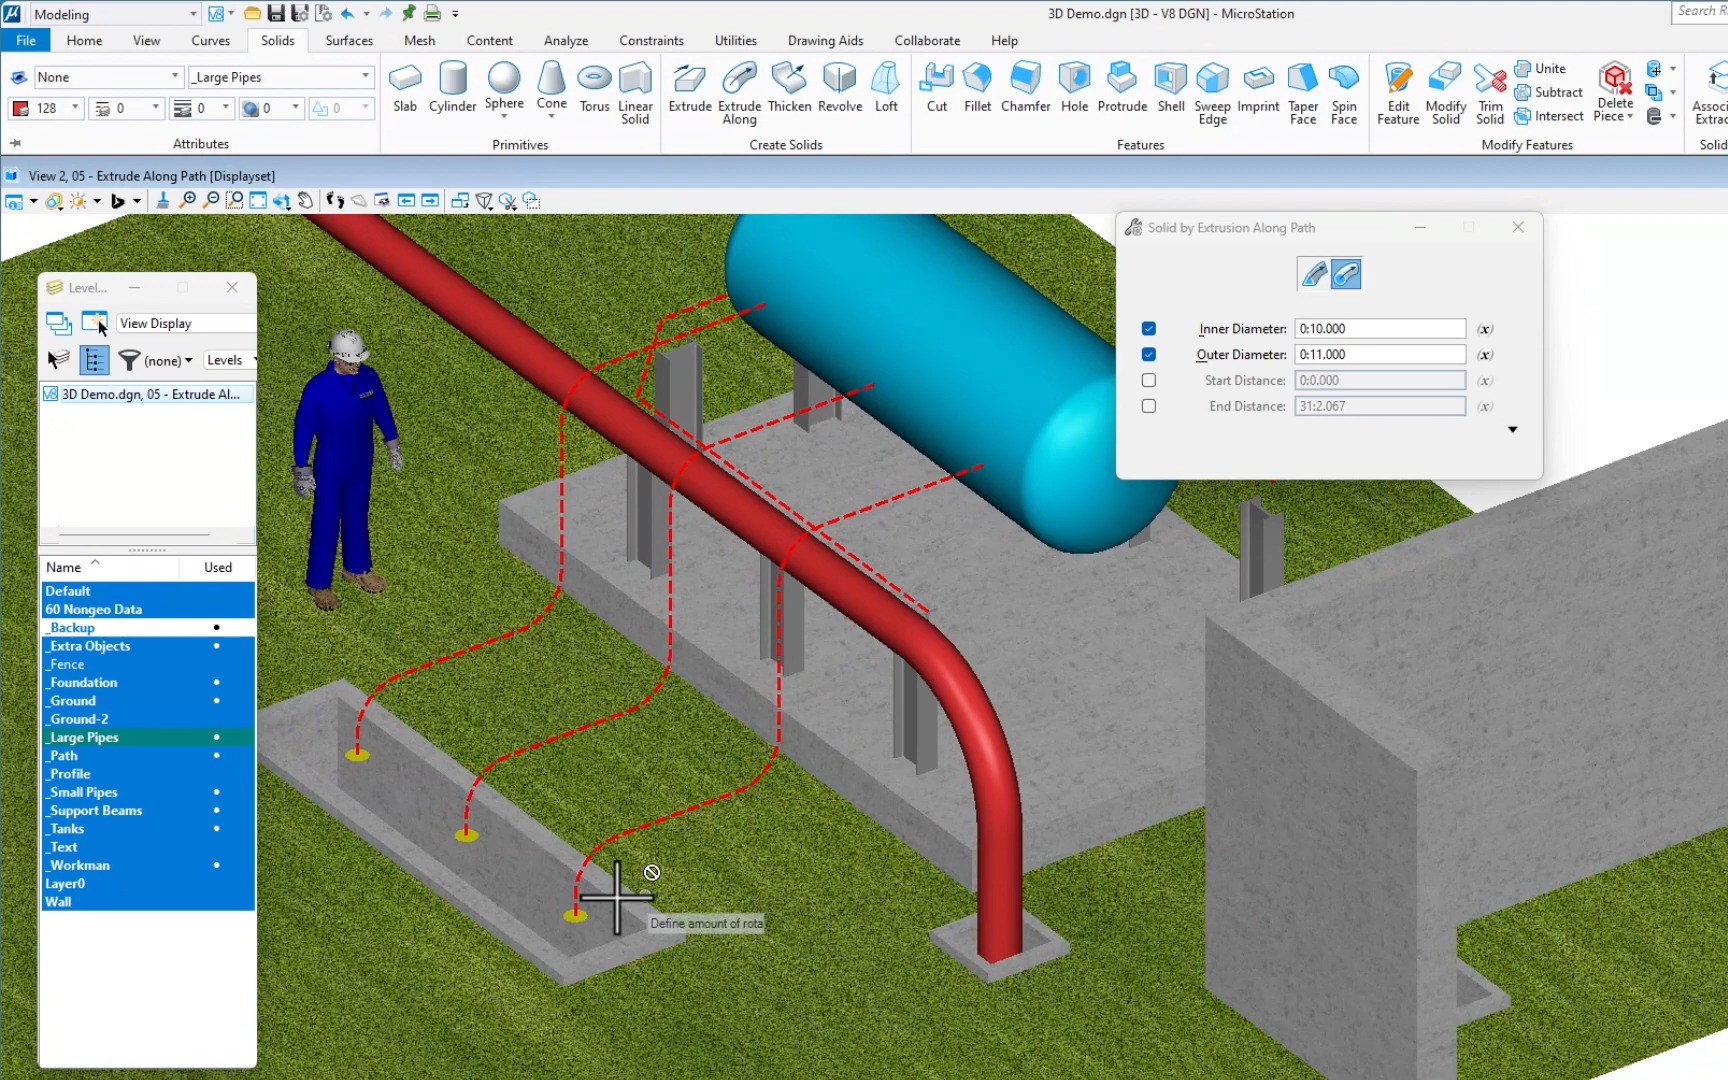 Modeling
3D Demo.dgn [3D - V8 DGN] - MicroStation
File Home View Curves Solids Surfaces Mesh Content Analyze Constraints Utilities Drawing Aids Collaborate Help
None _Large Pipes
128 0 0 0 0
Attributes
Slab Cylinder Sphere Cone Torus Linear Solid
Primitives
Extrude Extrude Along Thicken Revolve Loft
Create Solids
Cut Fillet Chamfer Hole Protrude Shell Sweep Edge Imprint Taper Face Spin Face
Features
Edit Feature Modify Solid Trim Solid Unite Subtract Intersect Delete Piece
Modify Features
Solid
View 2, 05 - Extrude Along Path [Displayset]
Level...
View Display
(none) Levels
3D Demo.dgn, 05 - Extrude Al...
Name Used
Default
60 Nongeo Data
_Backup
_Extra Objects
_Fence
_Foundation
_Ground
_Ground-2
_Large Pipes
_Path
_Profile
_Small Pipes
_Support Beams
_Tanks
_Text
_Workman
Layer0
Wall
Solid by Extrusion Along Path
Inner Diameter: 0:10.000 (x)
Outer Diameter: 0:11.000 (x)
Start Distance: 0:0.000 (x)
End Distance: 31:2.067 (x)
Define amount of rota